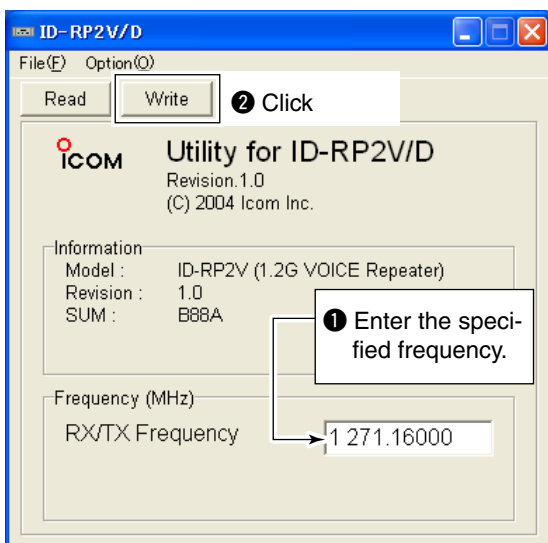 ID-RP2V/D
File(F) Option(O)
Read Write ❷ Click
ICOM Utility for ID-RP2V/D
Revision.1.0
(C) 2004 Icom Inc.
Information
Model : ID-RP2V (1.2G VOICE Repeater)
Revision : 1.0
SUM : B88A
❶ Enter the speci-
fied frequency.
Frequency (MHz)
RX/TX Frequency 1 271.16000